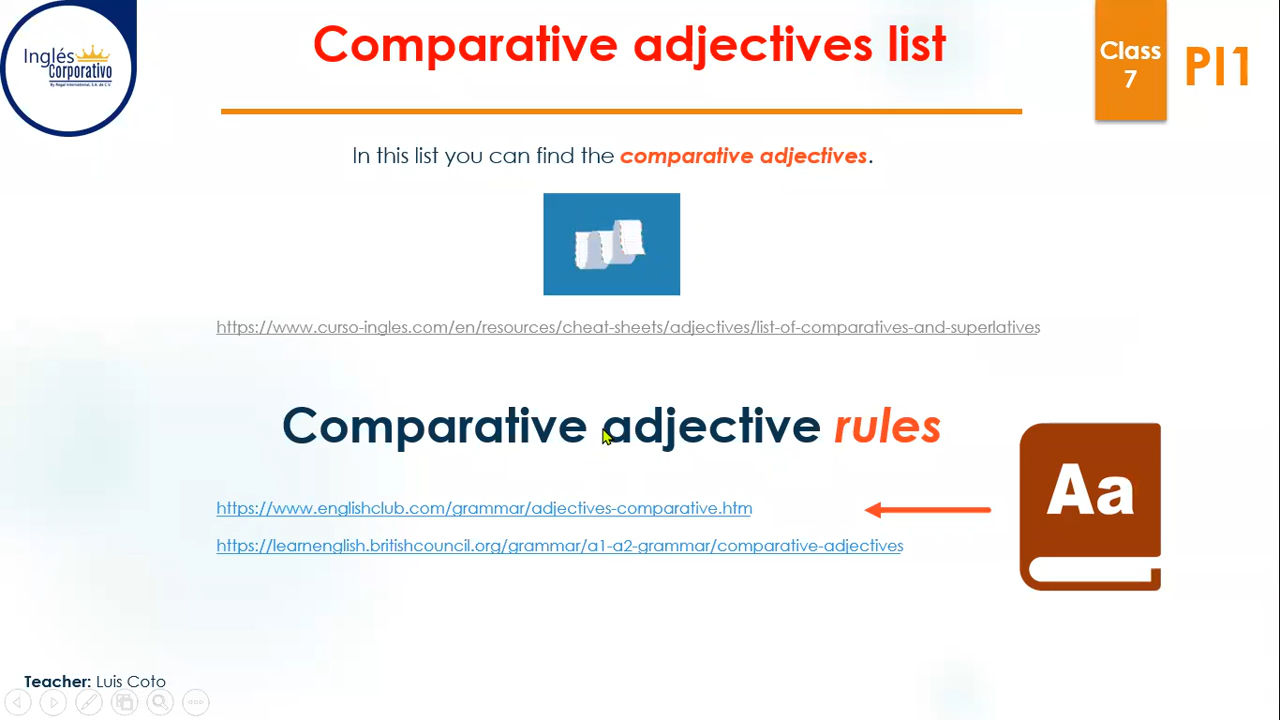 Inglés
Corporativo
By Regal International, S.A. de C.V
Comparative adjectives list
Class
7
PI1
In this list you can find the comparative adjectives.
https://www.curso-ingles.com/en/resources/cheat-sheets/adjectives/list-of-comparatives-and-superlatives
Comparative adjective rules
https://www.englishclub.com/grammar/adjectives-comparative.htm
Aa
https://learnenglish.britishcouncil.org/grammar/a1-a2-grammar/comparative-adjectives
Teacher: Luis Coto